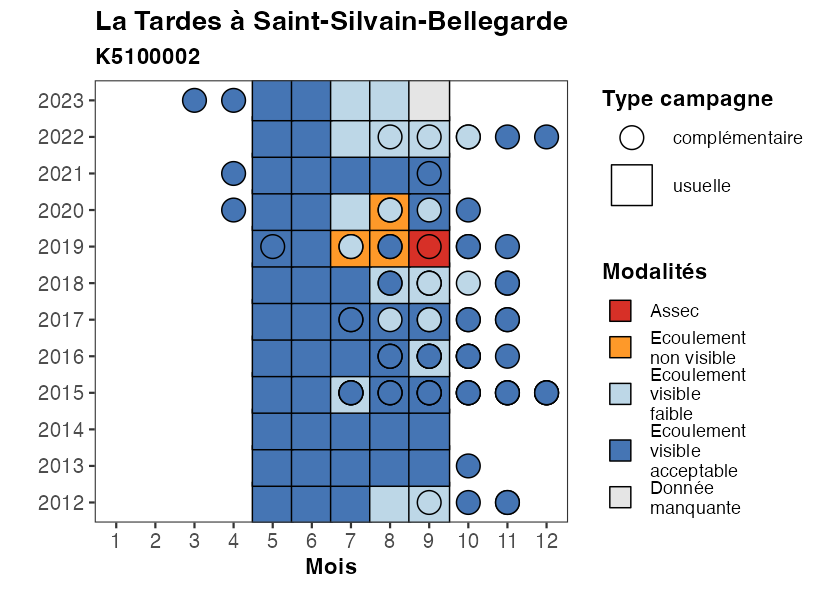 La Tardes à Saint-Silvain-Bellegarde
K5100002
2023
2022
2021
2020
2019
2018
2017
2016
2015
2014
2013
2012
1 2 3 4 5 6 7 8 9 10 11 12
Mois
Type campagne
complémentaire
usuelle
Modalités
Assec
Ecoulement
non visible
Ecoulement
visible
faible
Ecoulement
visible
acceptable
Donnée
manquante